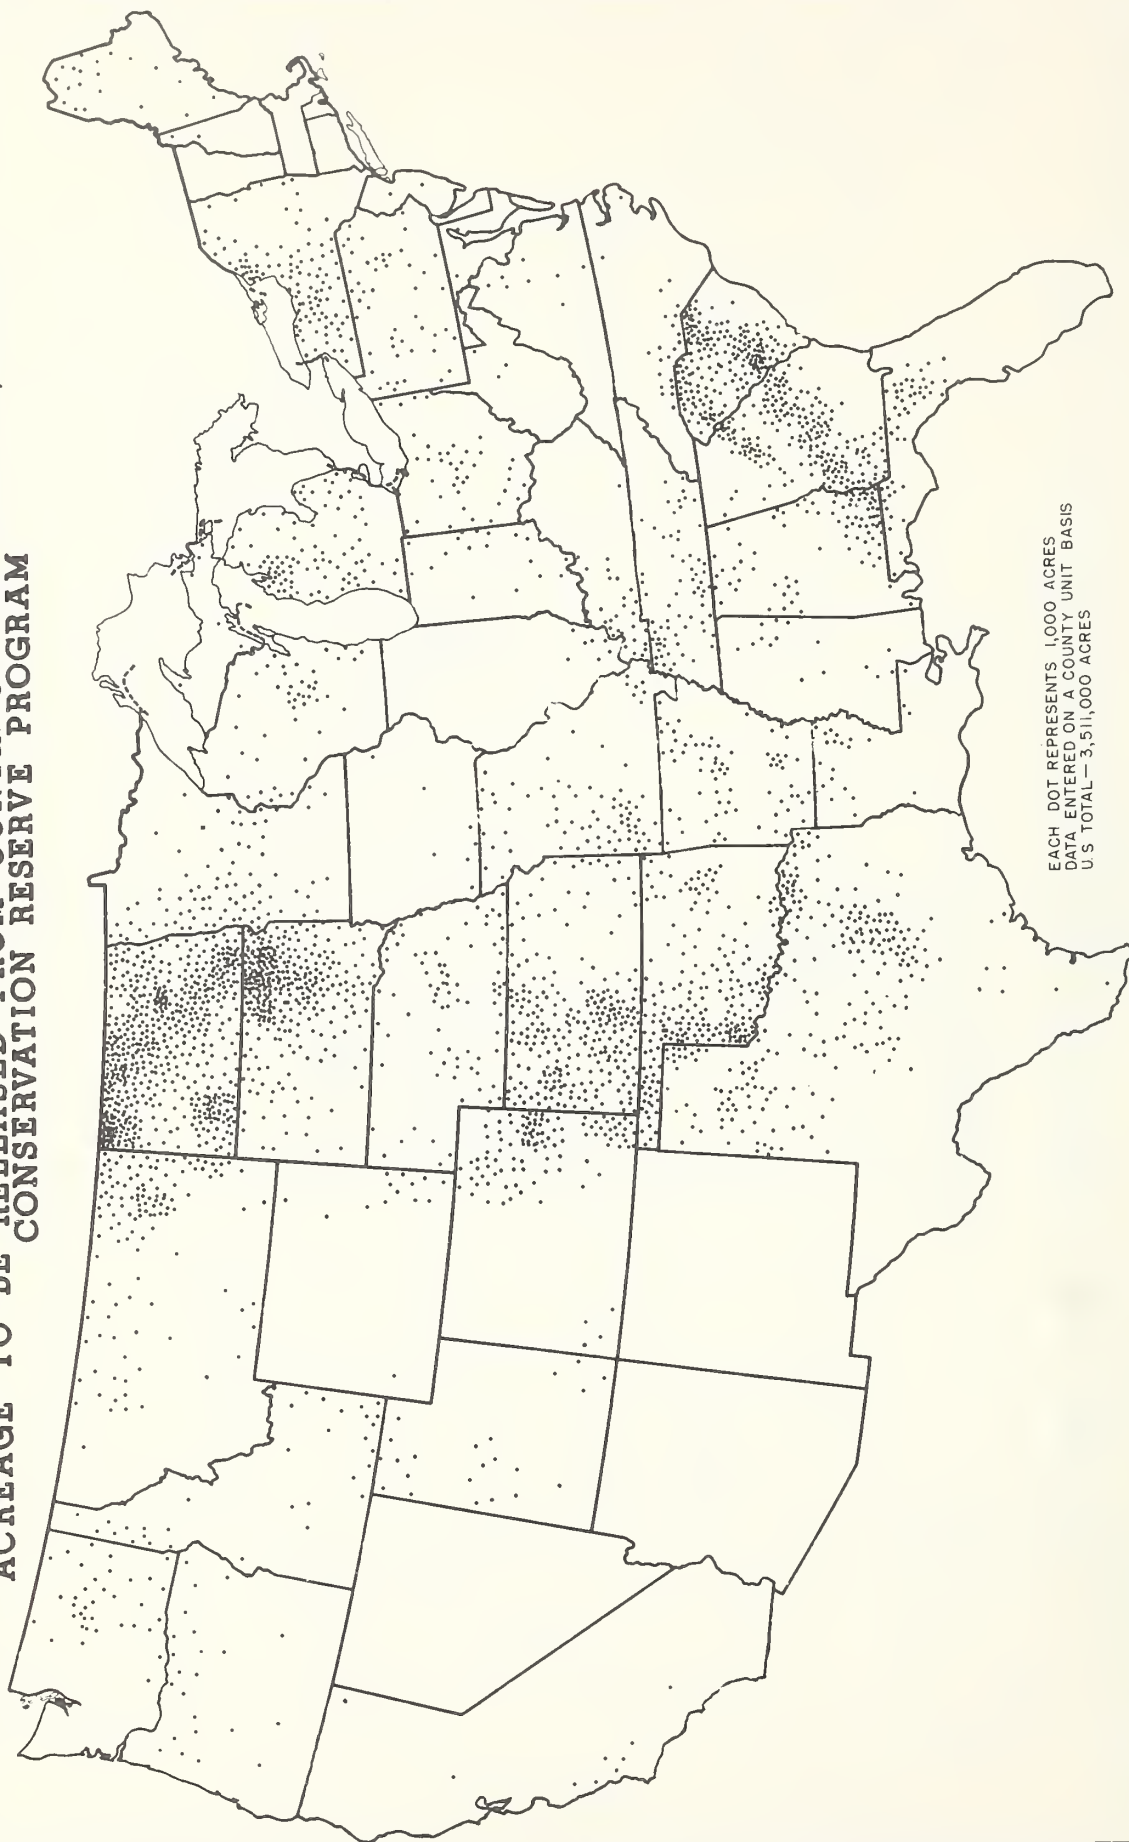 ACREAGE TO BE RELEASED FROM
CONSERVATION RESERVE PROGRAM
EACH DOT REPRESENTS 1,000 ACRES
DATA ENTERED ON A COUNTY UNIT BASIS
U.S TOTAL—3,511,000 ACRES